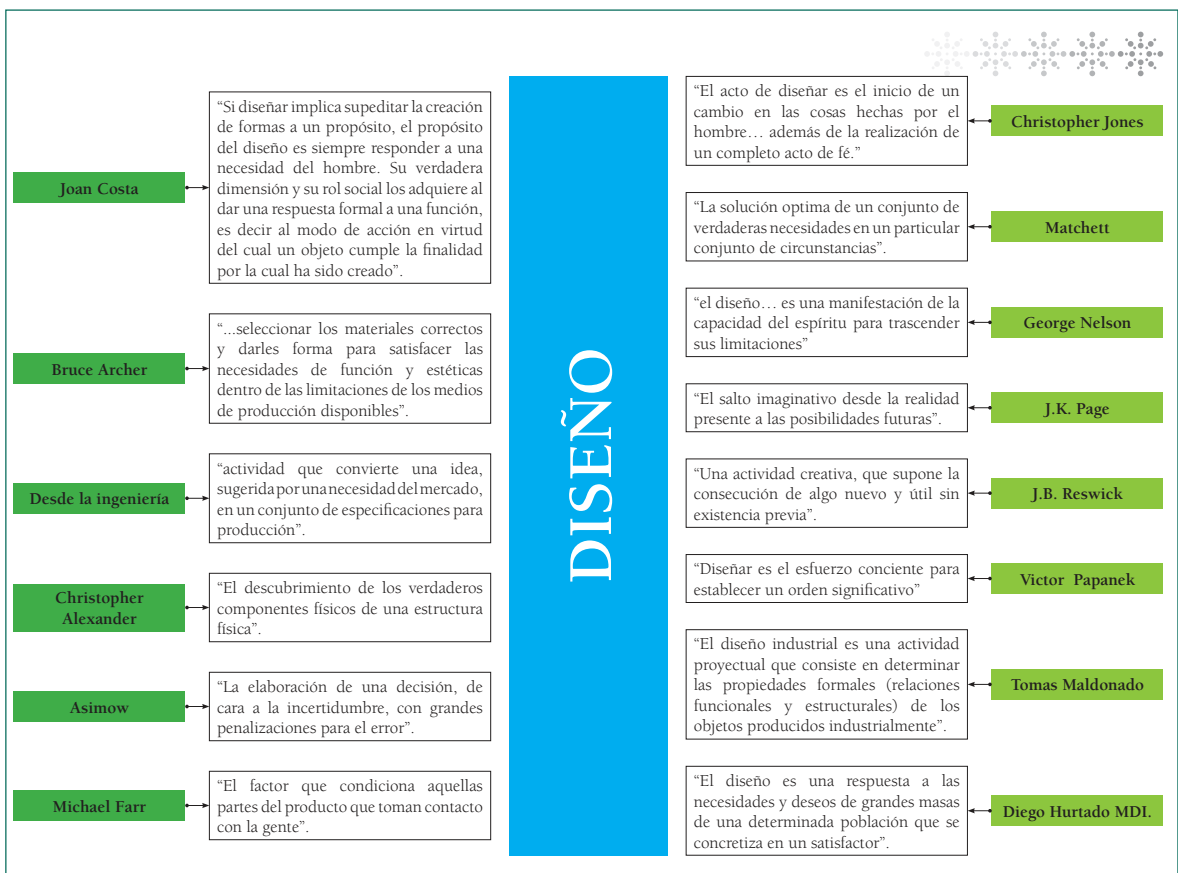 Joan Costa
“Si diseñar implica supeditar la creación
de formas a un propósito, el propósito
del diseño es siempre responder a una
necesidad del hombre. Su verdadera
dimensión y su rol social los adquiere al
dar una respuesta formal a una función,
es decir al modo de acción en virtud
del cual un objeto cumple la finalidad
por la cual ha sido creado”.
Bruce Archer
“...seleccionar los materiales correctos
y darles forma para satisfacer las
necesidades de función y estéticas
dentro de las limitaciones de los medios
de producción disponibles”.
Desde la ingeniería
“actividad que convierte una idea,
sugerida por una necesidad del mercado,
en un conjunto de especificaciones para
producción”.
Christopher
Alexander
“El descubrimiento de los verdaderos
componentes físicos de una estructura
física”.
Asimow
“La elaboración de una decisión, de
cara a la incertidumbre, con grandes
penalizaciones para el error”.
Michael Farr
“El factor que condiciona aquellas
partes del producto que toman contacto
con la gente”.
DISEÑO
“El acto de diseñar es el inicio de un
cambio en las cosas hechas por el
hombre… además de la realización de
un completo acto de fé.”
Christopher Jones
“La solución optima de un conjunto de
verdaderas necesidades en un particular
conjunto de circunstancias”.
Matchett
“el diseño… es una manifestación de la
capacidad del espíritu para trascender
sus limitaciones”
George Nelson
“El salto imaginativo desde la realidad
presente a las posibilidades futuras”.
J.K. Page
“Una actividad creativa, que supone la
consecución de algo nuevo y útil sin
existencia previa”.
J.B. Reswick
“Diseñar es el esfuerzo conciente para
establecer un orden significativo”
Victor Papanek
“El diseño industrial es una actividad
proyectual que consiste en determinar
las propiedades formales (relaciones
funcionales y estructurales) de los
objetos producidos industrialmente”.
Tomas Maldonado
“El diseño es una respuesta a las
necesidades y deseos de grandes masas
de una determinada población que se
concretiza en un satisfactor”.
Diego Hurtado MDI.